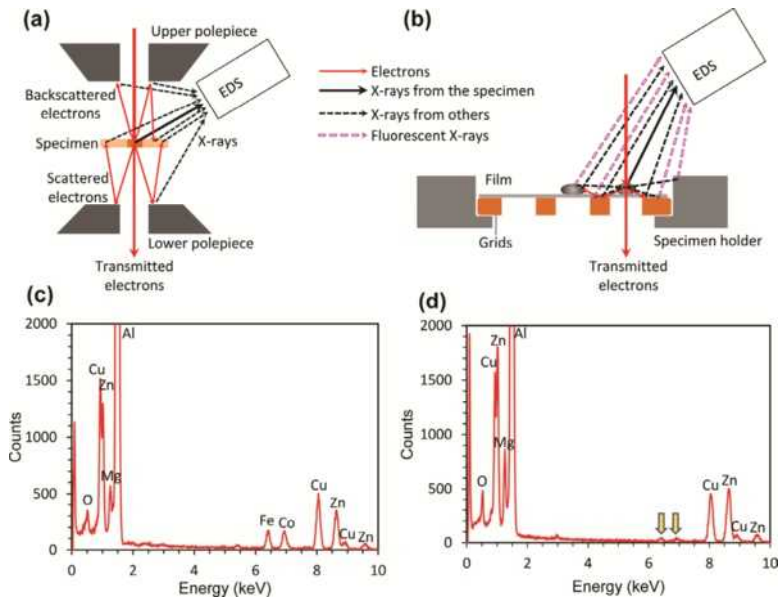 (a)
Upper polepiece
EDS
Backscattered
electrons
Specimen
X-rays
Scattered
electrons
Lower polepiece
Transmitted
electrons
Electrons
X-rays from the specimen
X-rays from others
Fluorescent X-rays
(b)
EDS
Film
Grids
Specimen holder
Transmitted
electrons
(c)
2000
1500
1000
500
0
Counts
Al
Cu
Zn
Mg
O
Fe Co
Cu
Zn
Cu
Zn
0 2 4 6 8 10
Energy (keV)
(d)
2000
1500
1000
500
0
Counts
Al
Zn
Cu
Mg
O
Cu Zn
Cu Zn
0 2 4 6 8 10
Energy (keV)